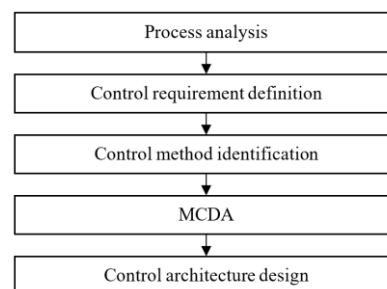 Process analysis
Control requirement definition
Control method identification
MCDA
Control architecture design